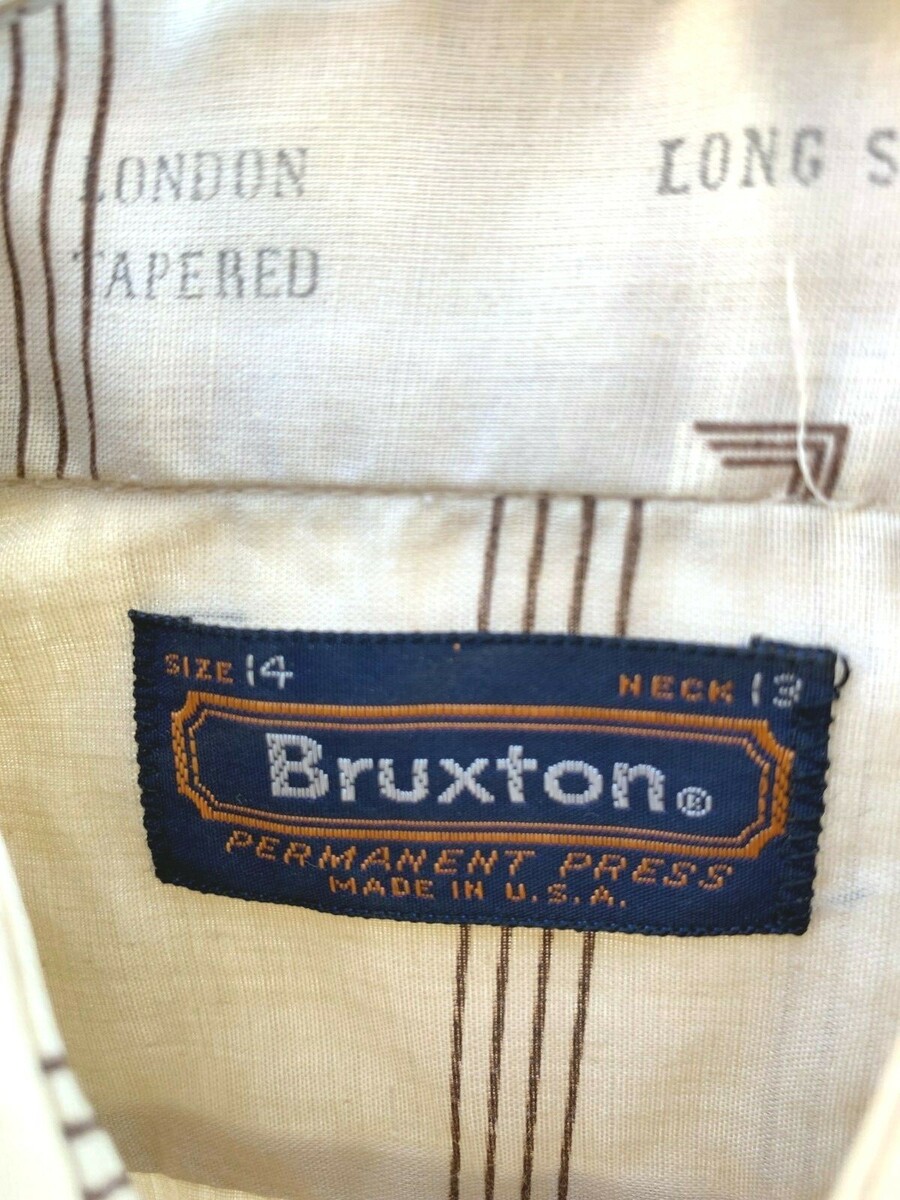 LONDON LONG S
TAPERED
SIZE 14 NECK 13
Bruxton®
PERMANENT PRESS
MADE IN U.S.A.